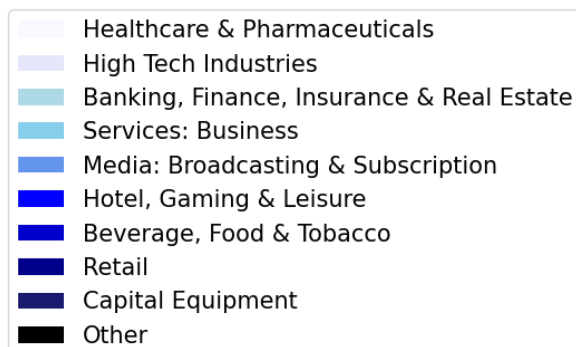 Healthcare & Pharmaceuticals
High Tech Industries
Banking, Finance, Insurance & Real Estate
Services: Business
Media: Broadcasting & Subscription
Hotel, Gaming & Leisure
Beverage, Food & Tobacco
Retail
Capital Equipment
Other